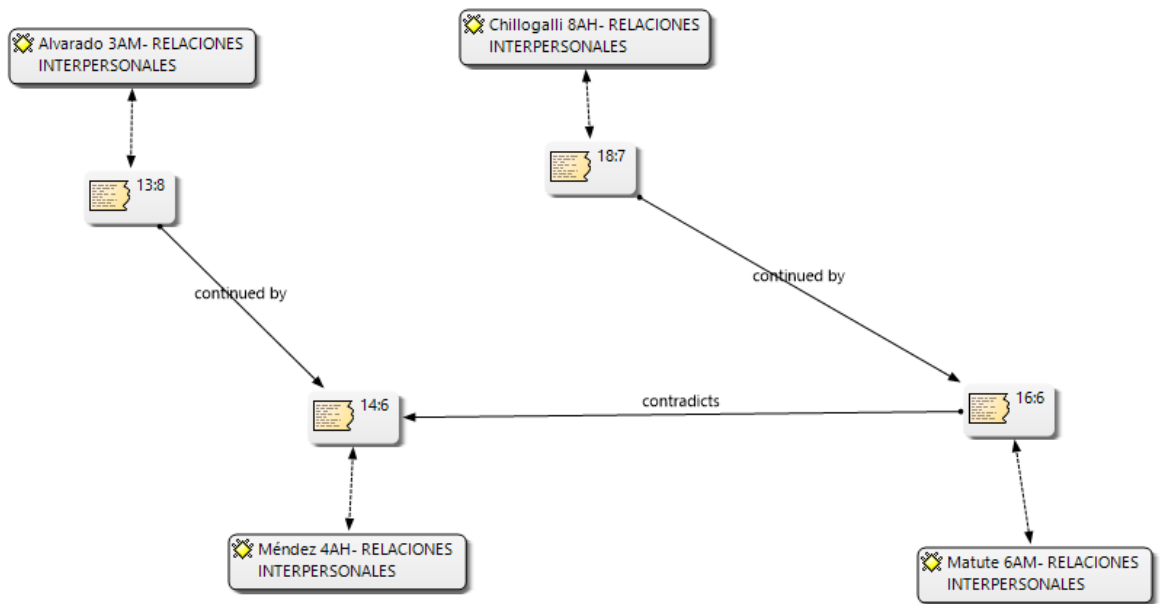 Alvarado 3AM- RELACIONES
INTERPERSONALES
Chillogalli 8AH- RELACIONES
INTERPERSONALES
13:8
18:7
continued by
continued by
14:6
contradicts
16:6
Méndez 4AH- RELACIONES
INTERPERSONALES
Matute 6AM- RELACIONES
INTERPERSONALES